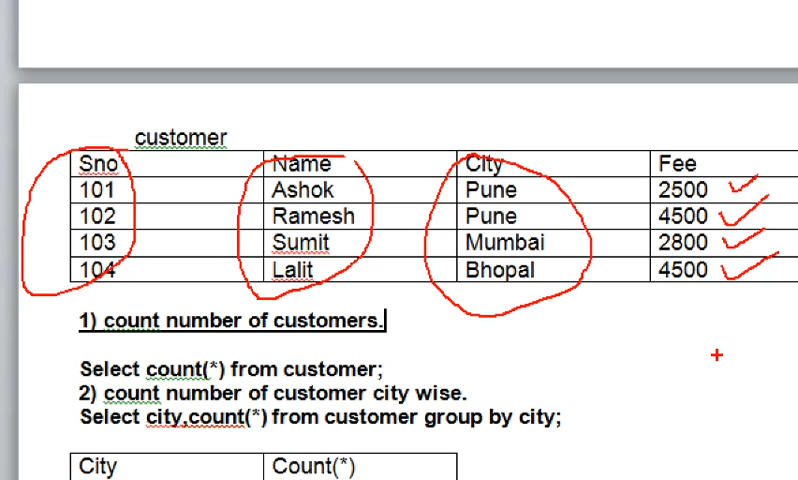 customer
Sno Name City Fee
101 Ashok Pune 2500
102 Ramesh Pune 4500
103 Sumit Mumbai 2800
104 Lalit Bhopal 4500
1) count number of customers.
Select count(*) from customer;
2) count number of customer city wise.
Select city,count(*) from customer group by city;
City Count(*)